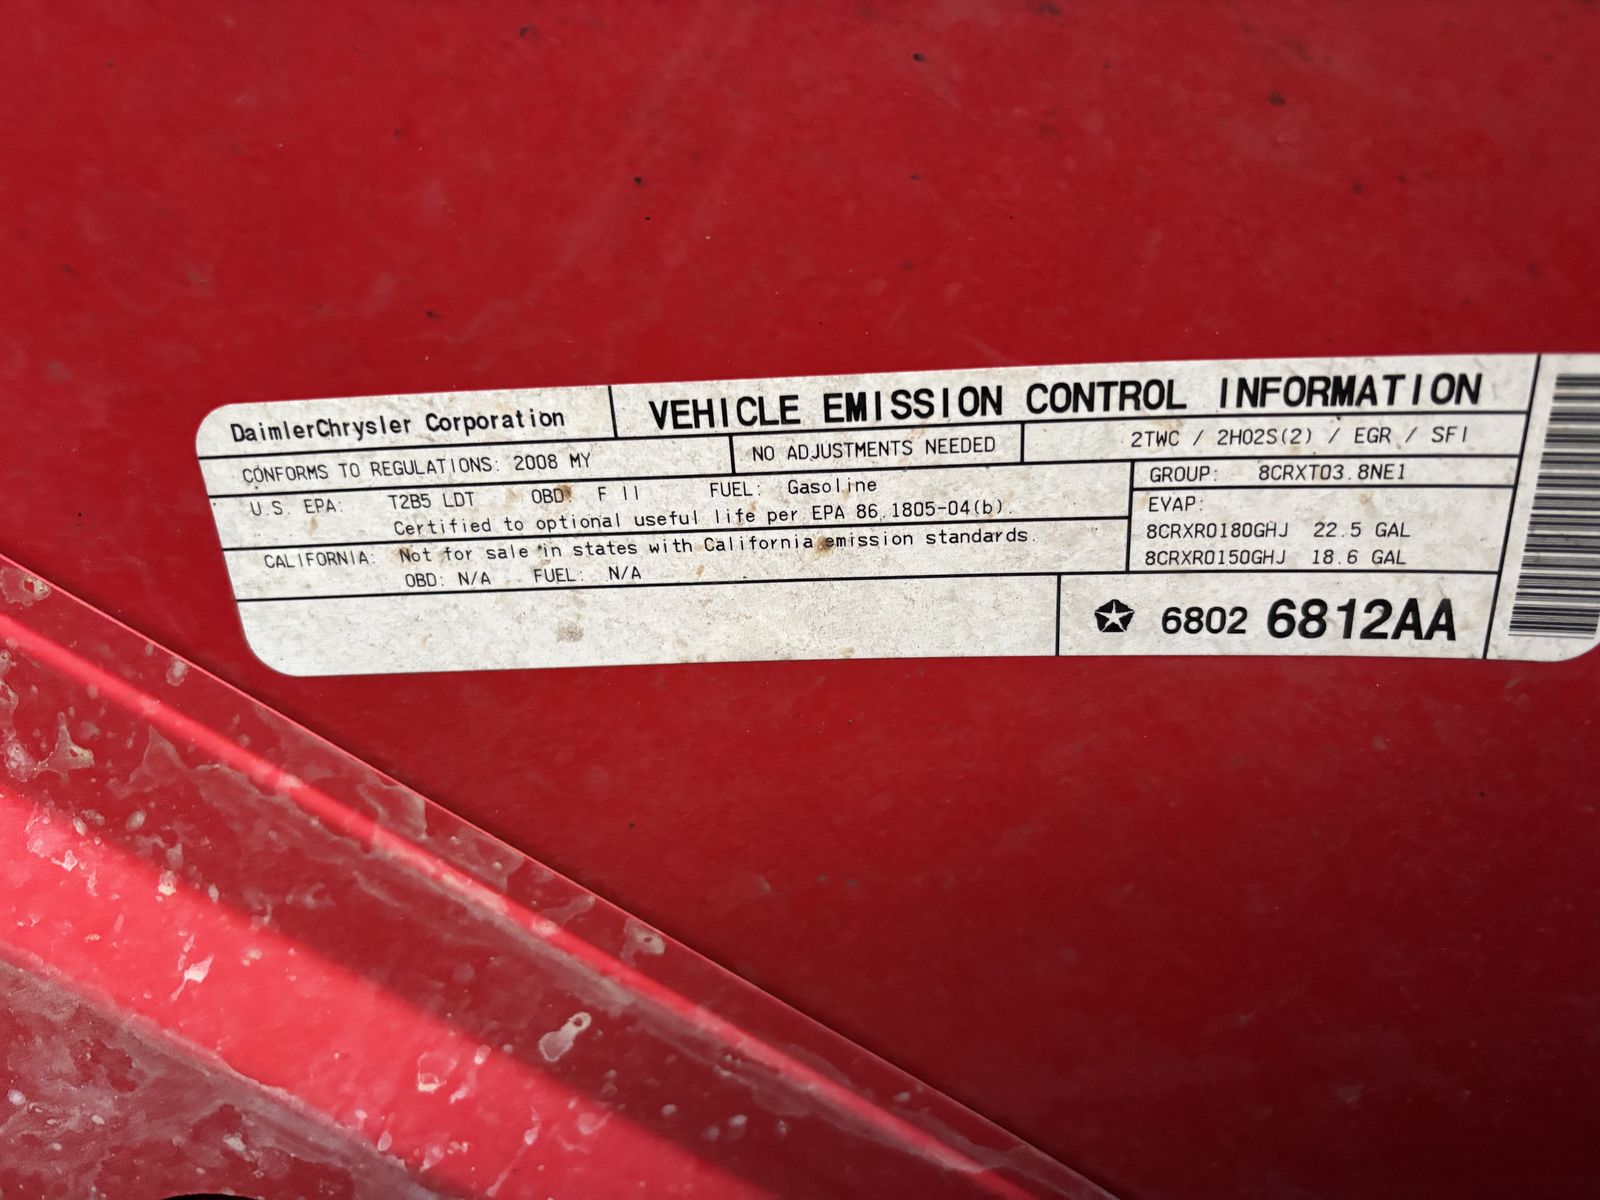 DaimlerChrysler Corporation VEHICLE EMISSION CONTROL INFORMATION
CONFORMS TO REGULATIONS: 2008 MY NO ADJUSTMENTS NEEDED 2TWC / 2HO2S(2) / EGR / SFI
U.S. EPA: T2B5 LDT OBD: F II FUEL: Gasoline
Certified to optional useful life per EPA 86.1805-04(b).
CALIFORNIA: Not for sale in states with California emission standards.
OBD: N/A FUEL: N/A
GROUP: 8CRXT03.8NE1
EVAP:
8CRXR0180GHJ 22.5 GAL
8CRXR0150GHJ 18.6 GAL
6802 6812AA